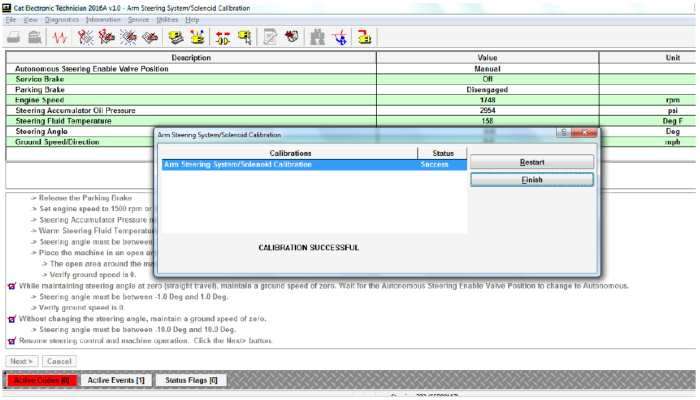 Cat Electronic Technician 2016A v1.0 - Arm Steering System/Solenoid Calibration
File View Diagnostics Information Service Utilities Help
Description Value Unit
Autonomous Steering Enable Valve Position Manual
Service Brake Off
Parking Brake Disengaged
Engine Speed 1748 rpm
Steering Accumulator Oil Pressure 2954 psi
Steering Fluid Temperature 158 Deg F
Steering Angle Deg
Ground Speed/Direction mph
Arm Steering System/Solenoid Calibration
Calibrations Status
Arm Steering System/Solenoid Calibration Success
Restart
Finish
CALIBRATION SUCCESSFUL
-> Release the Parking Brake
-> Set engine speed to 1500 rpm or
-> Steering Accumulator Pressure
-> Warm Steering Fluid
-> Steering angle must be between
-> Place the machine in an open
-> The open area around the
-> Verify ground speed is 0.
While maintaining steering angle at zero (straight travel), maintain a ground speed of zero. Wait for the Autonomous Steering Enable Valve Position to change to Autonomous.
-> Steering angle must be between -1.0 Deg and 1.0 Deg.
-> Verify ground speed is 0.
Without changing the steering angle, maintain a ground speed of zero.
-> Steering angle must be between -10.0 Deg and 10.0 Deg.
Resume steering control and machine operation. Click the Next> button.
Next > Cancel
Active Codes [0] Active Events [1] Status Flags [0]